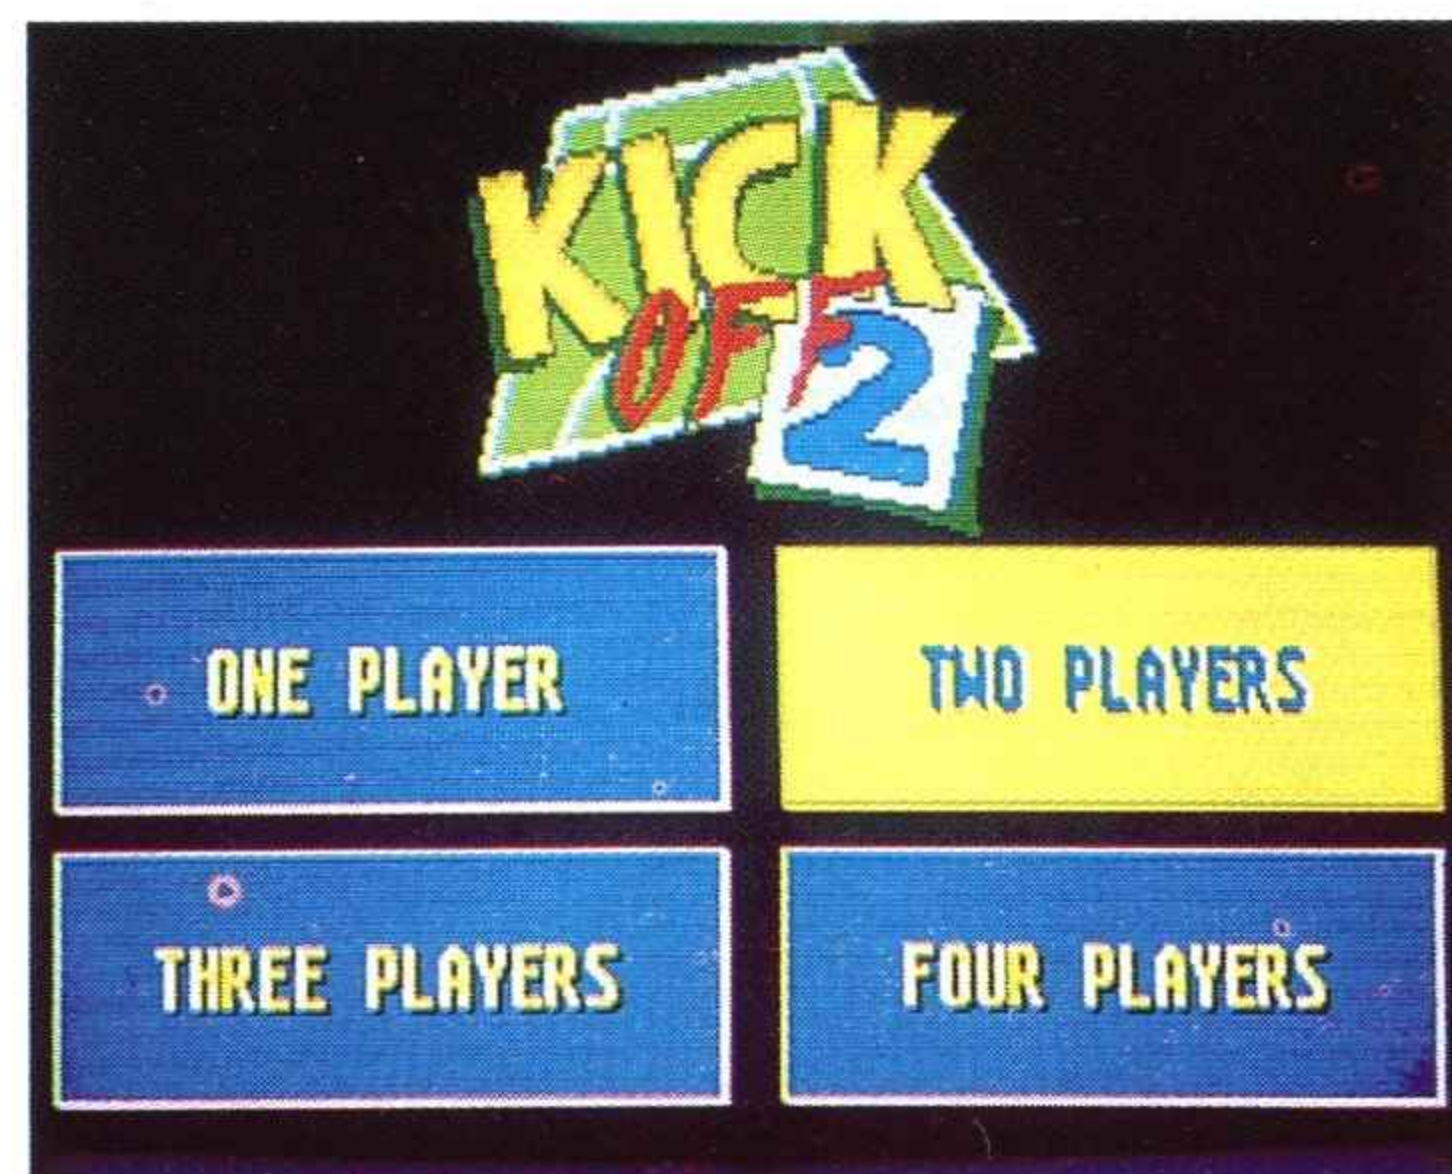 KICK
OFF 2
ONE PLAYER
TWO PLAYERS
THREE PLAYERS
FOUR PLAYERS